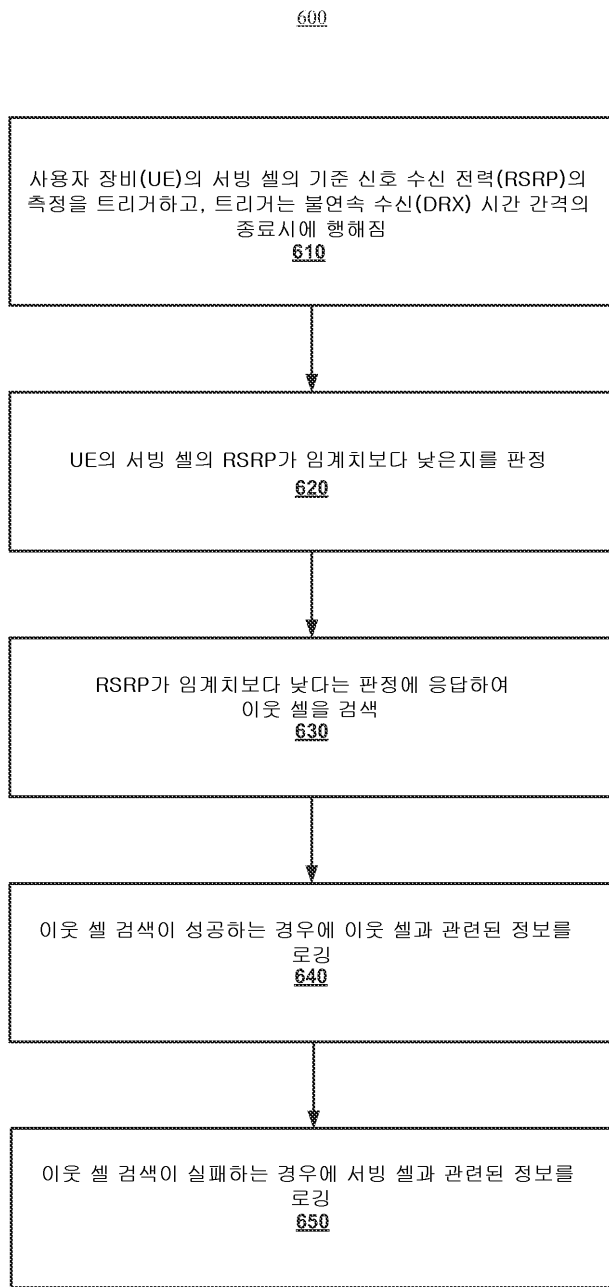 600
사용자 장비(UE)의 서빙 셀의 기준 신호 수신 전력(RSRP)의
측정을 트리거하고, 트리거는 불연속 수신(DRX) 시간 간격의
종료시에 행해짐
610
UE의 서빙 셀의 RSRP가 임계치보다 낮은지를 판정
620
RSRP가 임계치보다 낮다는 판정에 응답하여
이웃 셀을 검색
630
이웃 셀 검색이 성공하는 경우에 이웃 셀과 관련된 정보를
로깅
640
이웃 셀 검색이 실패하는 경우에 서빙 셀과 관련된 정보를
로깅
650